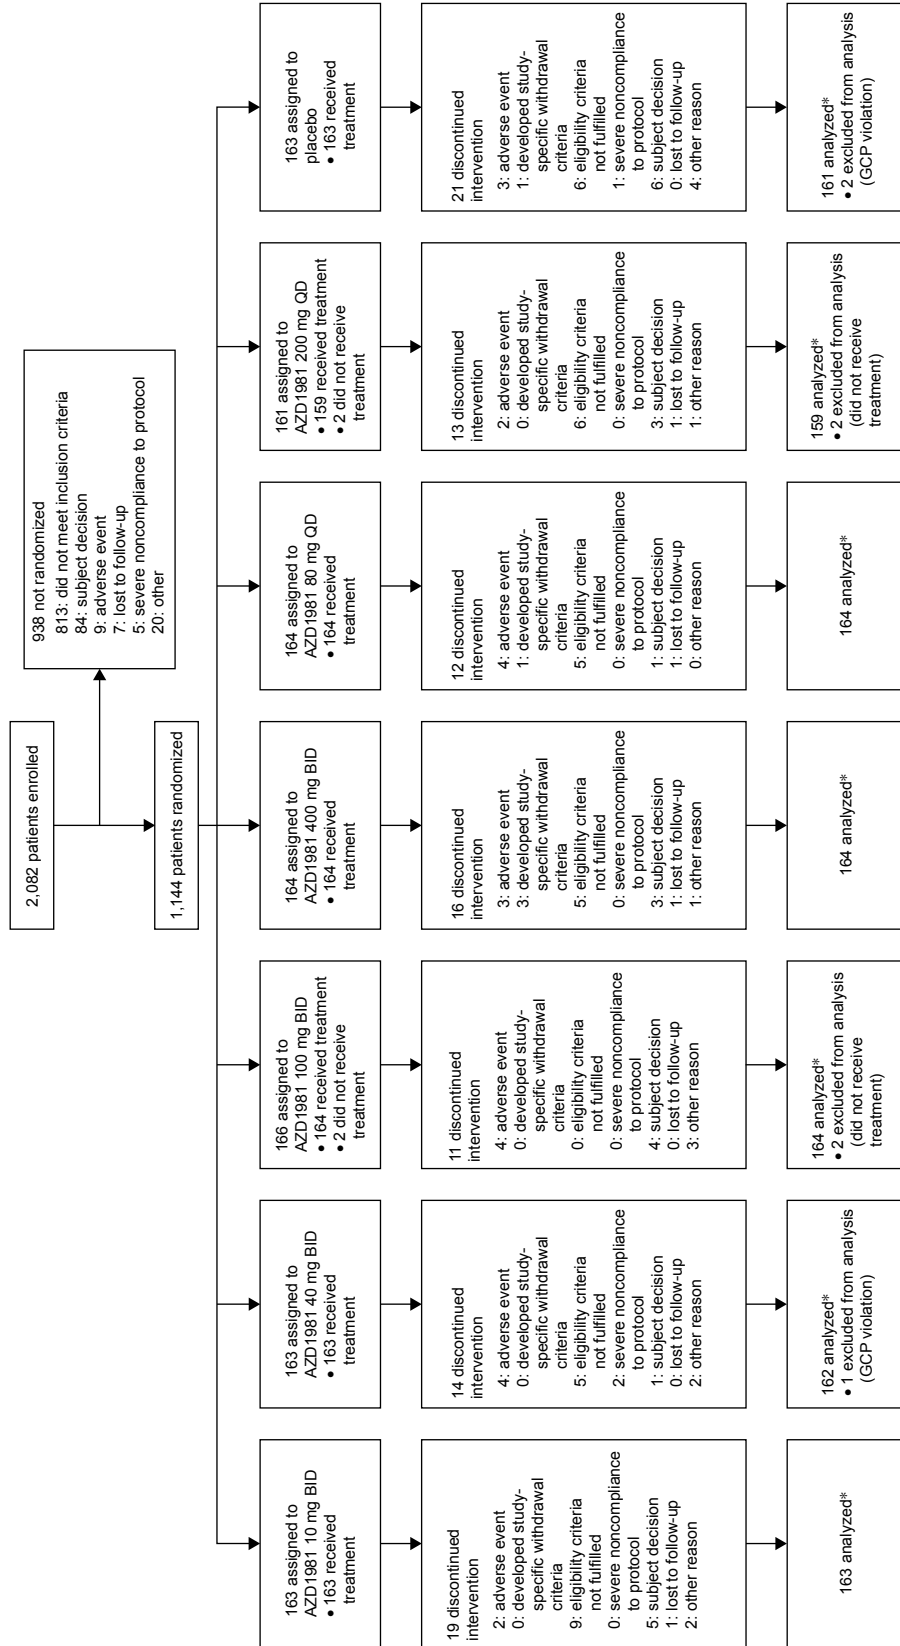 2,082 patients enrolled
938 not randomized
813: did not meet inclusion criteria
84: subject decision
9: adverse event
7: lost to follow-up
5: severe noncompliance to protocol
20: other
1,144 patients randomized
163 assigned to
AZD1981 10 mg BID
• 163 received
treatment
163 assigned to
AZD1981 40 mg BID
• 163 received
treatment
166 assigned to
AZD1981 100 mg BID
• 164 received treatment
• 2 did not receive
treatment
164 assigned to
AZD1981 400 mg BID
• 164 received
treatment
164 assigned to
AZD1981 80 mg QD
• 164 received
treatment
161 assigned to
AZD1981 200 mg QD
• 159 received treatment
• 2 did not receive
treatment
163 assigned to
placebo
• 163 received
treatment
19 discontinued
intervention
2: adverse event
0: developed study-
specific withdrawal
criteria
9: eligibility criteria
not fulfilled
0: severe noncompliance
to protocol
5: subject decision
1: lost to follow-up
2: other reason
14 discontinued
intervention
4: adverse event
0: developed study-
specific withdrawal
criteria
5: eligibility criteria
not fulfilled
2: severe noncompliance
to protocol
1: subject decision
0: lost to follow-up
2: other reason
11 discontinued
intervention
4: adverse event
0: developed study-
specific withdrawal
criteria
0: eligibility criteria
not fulfilled
0: severe noncompliance
to protocol
4: subject decision
0: lost to follow-up
3: other reason
16 discontinued
intervention
3: adverse event
3: developed study-
specific withdrawal
criteria
5: eligibility criteria
not fulfilled
0: severe noncompliance
to protocol
3: subject decision
1: lost to follow-up
1: other reason
12 discontinued
intervention
4: adverse event
1: developed study-
specific withdrawal
criteria
5: eligibility criteria
not fulfilled
0: severe noncompliance
to protocol
1: subject decision
1: lost to follow-up
0: other reason
13 discontinued
intervention
2: adverse event
0: developed study-
specific withdrawal
criteria
6: eligibility criteria
not fulfilled
0: severe noncompliance
to protocol
3: subject decision
1: lost to follow-up
1: other reason
21 discontinued
intervention
3: adverse event
1: developed study-
specific withdrawal
criteria
6: eligibility criteria
not fulfilled
1: severe noncompliance
to protocol
6: subject decision
0: lost to follow-up
4: other reason
163 analyzed*
162 analyzed*
• 1 excluded from analysis
(GCP violation)
164 analyzed*
• 2 excluded from analysis
(did not receive
treatment)
164 analyzed*
164 analyzed*
159 analyzed*
• 2 excluded from analysis
(did not receive
treatment)
161 analyzed*
• 2 excluded from analysis
(GCP violation)